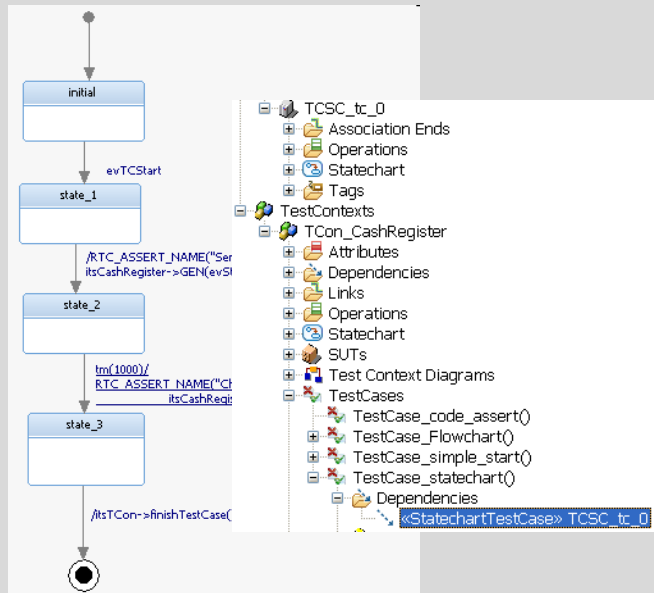 initial
evTCStart
state_1
/RTC_ASSERT_NAME("Ser
itsCashRegister->GEN(evSt
state_2
tm(1000)/
RTC_ASSERT_NAME("Ch
itsCashRegis
state_3
/itsTCon->finishTestCase(
TCSC_tc_0
Association Ends
Operations
Statechart
Tags
TestContexts
TCon_CashRegister
Attributes
Dependencies
Links
Operations
Statechart
SUTs
Test Context Diagrams
TestCases
TestCase_code_assert()
TestCase_Flowchart()
TestCase_simple_start()
TestCase_statechart()
Dependencies
«StatechartTestCase» TCSC_tc_0